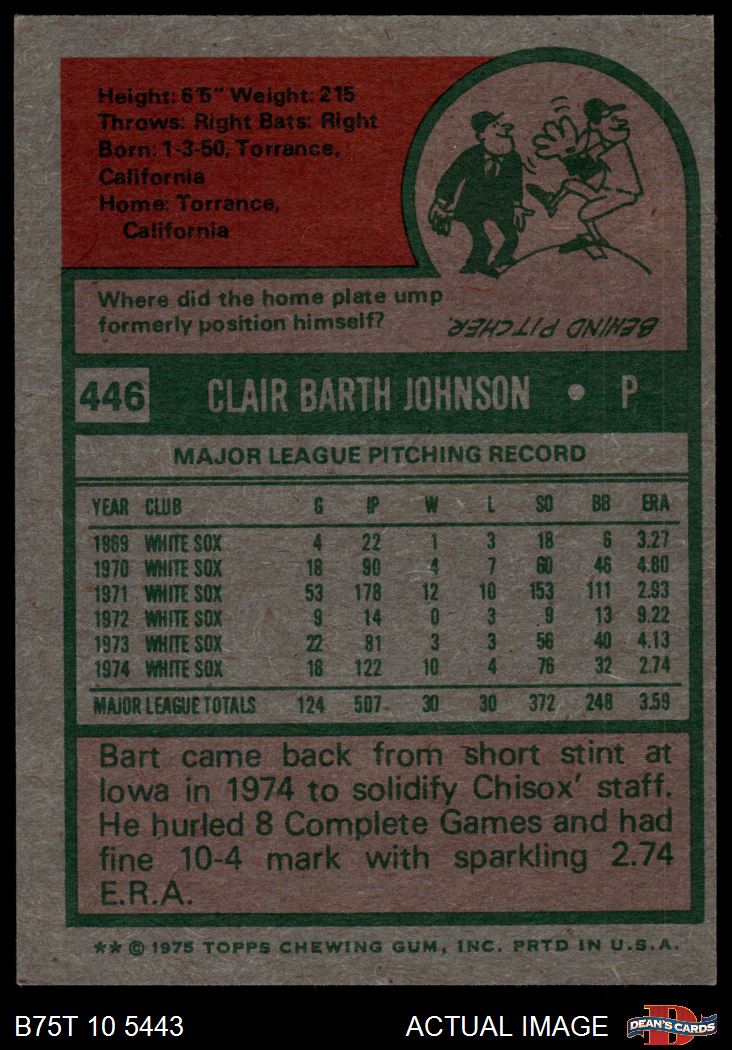 Height: 6'5" Weight: 215
Throws: Right Bats: Right
Born: 1-3-50, Torrance,
California
Home: Torrance,
California
Where did the home plate ump
formerly position himself?
BEHIND PITCHER.
446 CLAIR BARTH JOHNSON • P
MAJOR LEAGUE PITCHING RECORD
YEAR CLUB G IP W L SO BB ERA
1969 WHITE SOX 4 22 1 3 18 6 3.27
1970 WHITE SOX 18 90 4 7 60 46 4.80
1971 WHITE SOX 53 178 12 10 153 111 2.93
1972 WHITE SOX 9 14 0 3 9 13 9.22
1973 WHITE SOX 22 81 3 3 56 40 4.13
1974 WHITE SOX 18 122 10 4 76 32 2.74
MAJOR LEAGUE TOTALS 124 507 30 30 372 248 3.59
Bart came back from short stint at
Iowa in 1974 to solidify Chisox' staff.
He hurled 8 Complete Games and had
fine 10-4 mark with sparkling 2.74
E.R.A.
** © 1975 TOPPS CHEWING GUM, INC. PRTD IN U.S.A.
B75T 10 5443 ACTUAL IMAGE DEAN'S CARDS